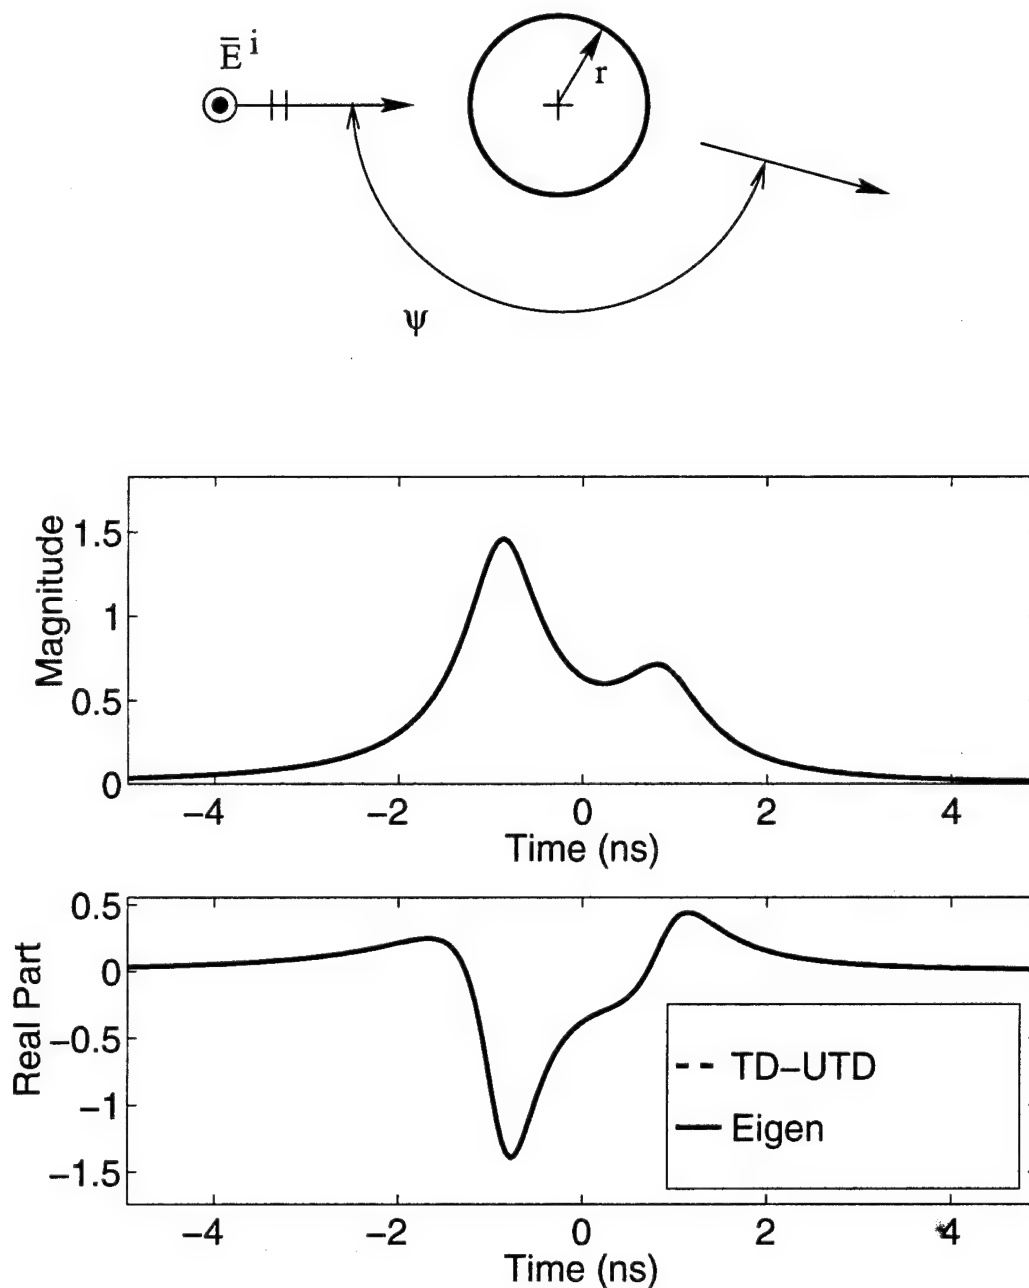 Ē i
r
ψ
Magnitude
1.5
1
0.5
0
−4 −2 0 2 4
Time (ns)
Real Part
0.5
0
−0.5
−1
−1.5
TD−UTD
Eigen
−4 −2 0 2 4
Time (ns)